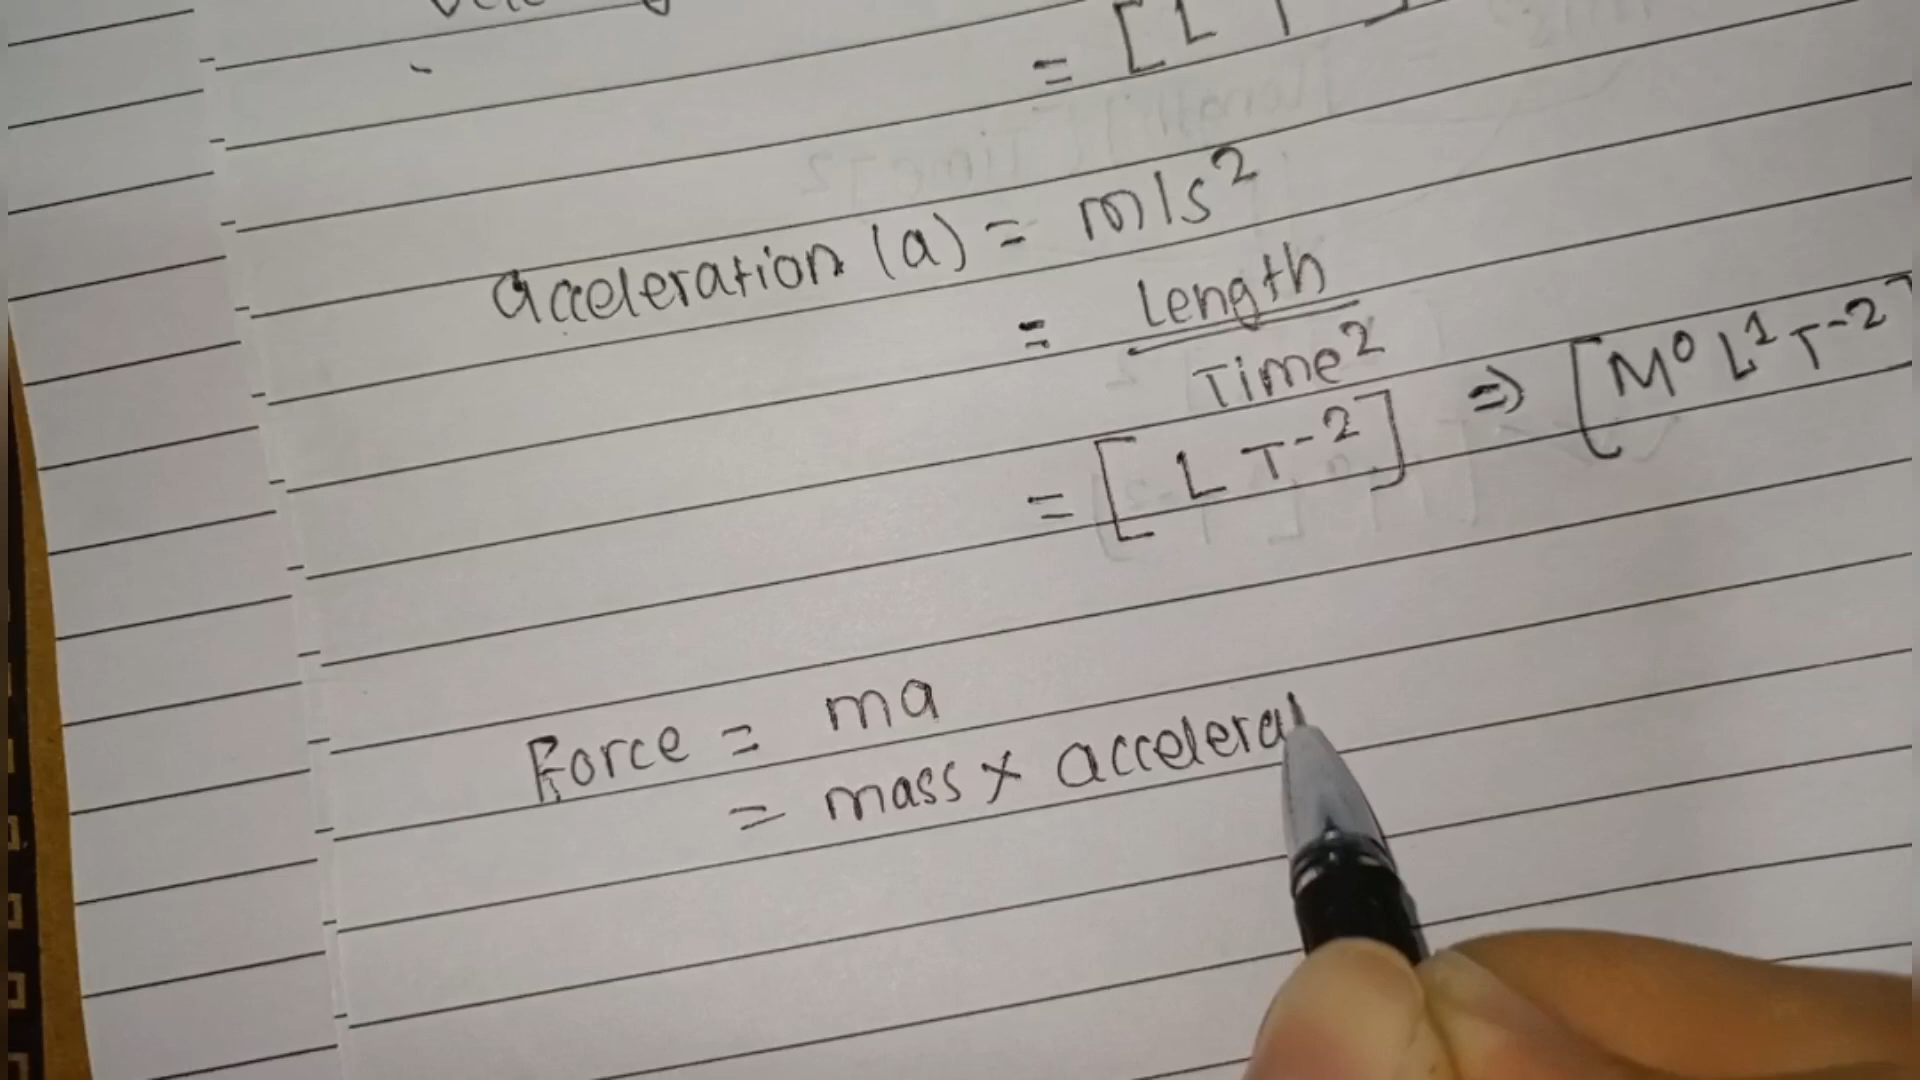 = [L T
acceleration (a) = m/s²
= Length
Time²
= [L T⁻²] ⇒ [M⁰ L¹ T⁻²]
Force = ma
= mass × accelera